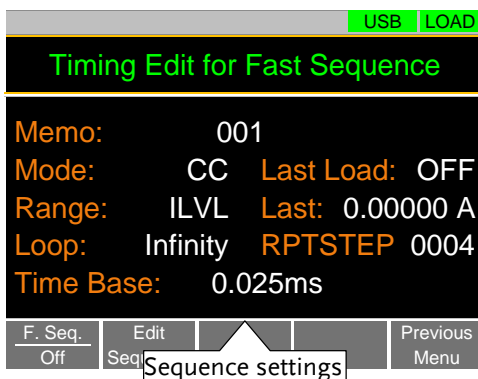 USB LOAD
Timing Edit for Fast Sequence
Memo: 001
Mode: CC Last Load: OFF
Range: ILVL Last: 0.00000 A
Loop: Infinity RPTSTEP 0004
Time Base: 0.025ms
F. Seq. Edit Previous
Off Sequ Menu
Sequence settings